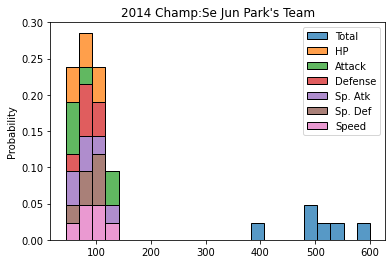 2014 Champ:Se Jun Park's Team
Probability
0.30
0.25
0.20
0.15
0.10
0.05
0.00
100
200
300
400
500
600
Total
HP
Attack
Defense
Sp. Atk
Sp. Def
Speed